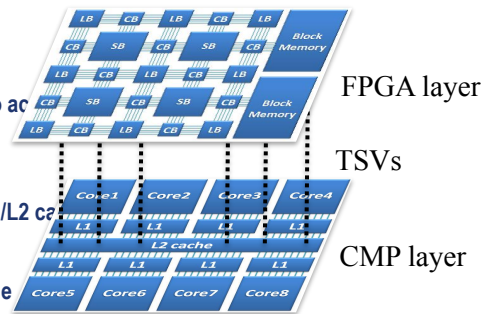 LB CB LB CB LB
Block
Memory
CB SB CB SB CB
LB CB LB CB LB
FPGA layer
CB SB CB SB CB
Block
Memory
LB CB LB CB LB
TSVs
Core1 Core2 Core3 Core4
/L2 ca
L1 L1 L1 L1
L2 cache
CMP layer
L1 L1 L1 L1
Core5 Core6 Core7 Core8